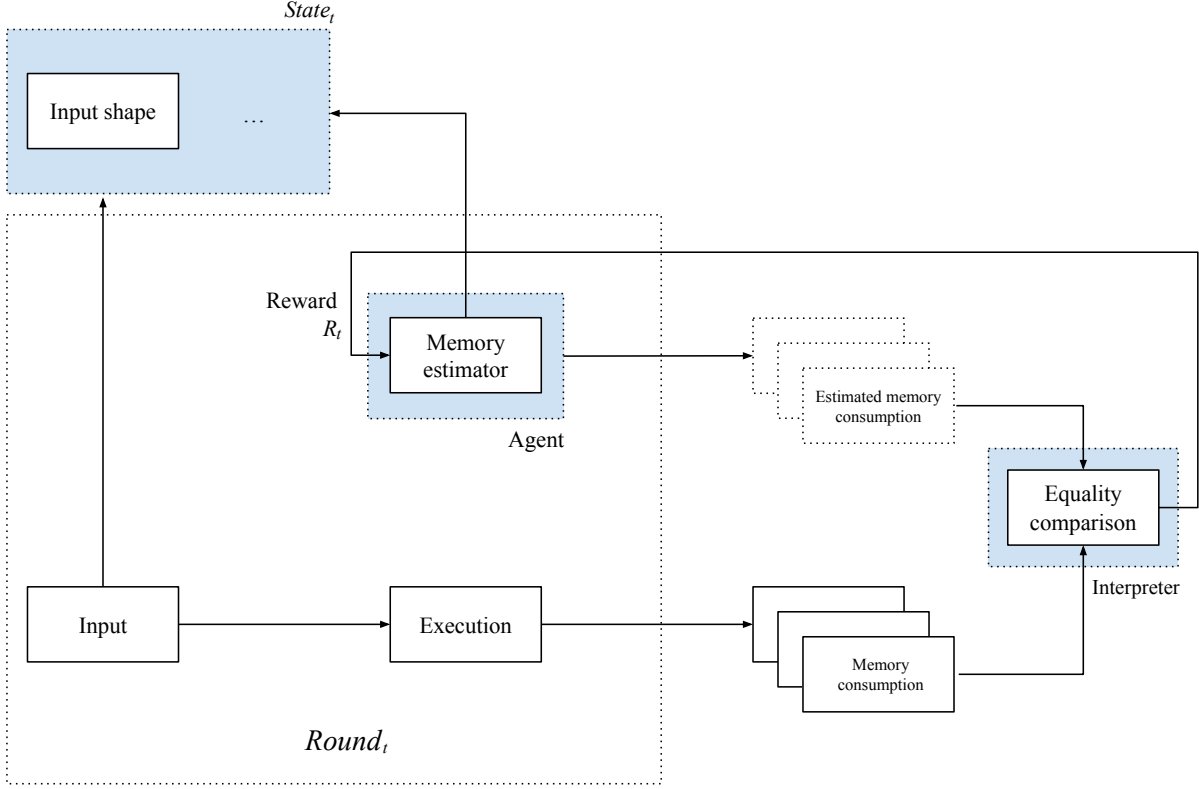 State_t
Input shape
...
Reward
R_t
Memory
estimator
Agent
Estimated memory
consumption
Equality
comparison
Interpreter
Input
Execution
Memory
consumption
Round_t